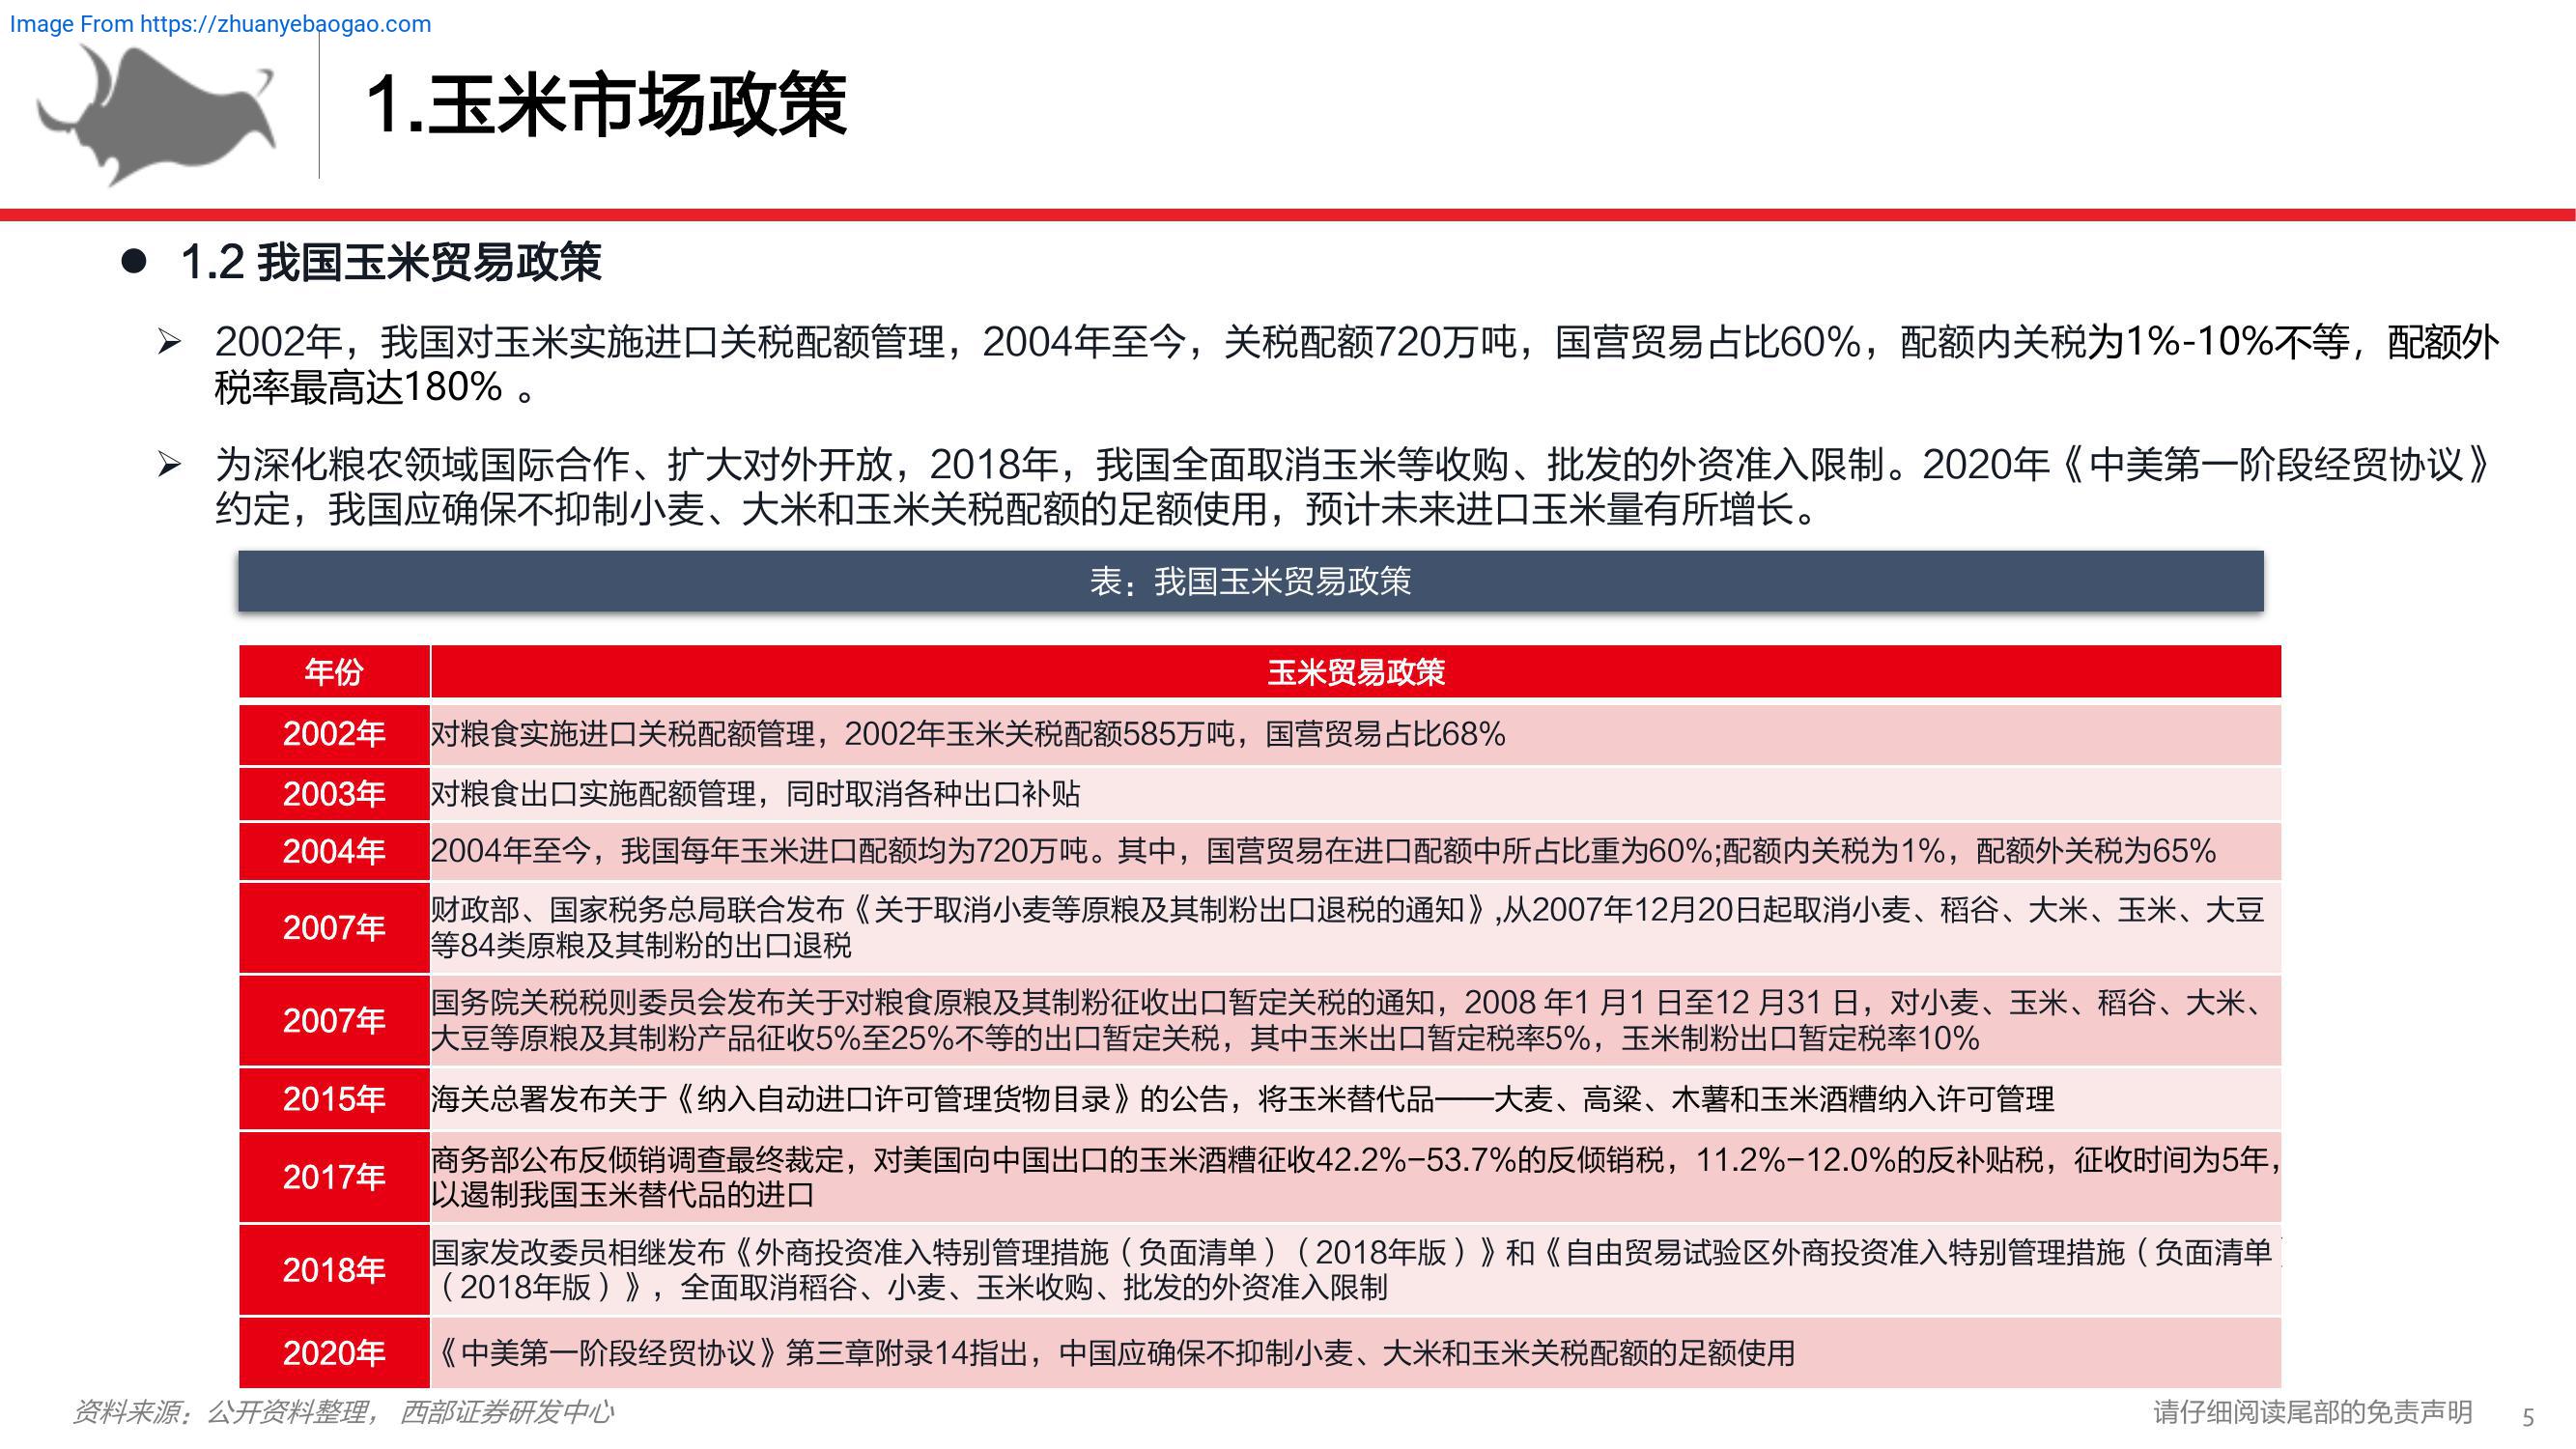 Image From https://zhuanyebaogao.com
1.玉米市场政策
1.2 我国玉米贸易政策
2002年，我国对玉米实施进口关税配额管理，2004年至今，关税配额720万吨，国营贸易占比60%，配额内关税为1%-10%不等，配额外
税率最高达180% 。
为深化粮农领域国际合作、扩大对外开放，2018年，我国全面取消玉米等收购、批发的外资准入限制。2020年《中美第一阶段经贸协议》
约定，我国应确保不抑制小麦、大米和玉米关税配额的足额使用，预计未来进口玉米量有所增长。
表：我国玉米贸易政策
年份 玉米贸易政策
2002年 对粮食实施进口关税配额管理，2002年玉米关税配额585万吨，国营贸易占比68%
2003年 对粮食出口实施配额管理，同时取消各种出口补贴
2004年 2004年至今，我国每年玉米进口配额均为720万吨。其中，国营贸易在进口配额中所占比重为60%;配额内关税为1%，配额外关税为65%
2007年 财政部、国家税务总局联合发布《关于取消小麦等原粮及其制粉出口退税的通知》,从2007年12月20日起取消小麦、稻谷、大米、玉米、大豆
等84类原粮及其制粉的出口退税
2007年 国务院关税税则委员会发布关于对粮食原粮及其制粉征收出口暂定关税的通知，2008 年1 月1 日至12 月31 日，对小麦、玉米、稻谷、大米、
大豆等原粮及其制粉产品征收5%至25%不等的出口暂定关税，其中玉米出口暂定税率5%，玉米制粉出口暂定税率10%
2015年 海关总署发布关于《纳入自动进口许可管理货物目录》的公告，将玉米替代品——大麦、高粱、木薯和玉米酒糟纳入许可管理
2017年 商务部公布反倾销调查最终裁定，对美国向中国出口的玉米酒糟征收42.2%–53.7%的反倾销税，11.2%–12.0%的反补贴税，征收时间为5年，
以遏制我国玉米替代品的进口
2018年 国家发改委员相继发布《外商投资准入特别管理措施（负面清单）（2018年版）》和《自由贸易试验区外商投资准入特别管理措施（负面清单）
（2018年版）》，全面取消稻谷、小麦、玉米收购、批发的外资准入限制
2020年 《中美第一阶段经贸协议》第三章附录14指出，中国应确保不抑制小麦、大米和玉米关税配额的足额使用
资料来源：公开资料整理， 西部证券研发中心
请仔细阅读尾部的免责声明 5